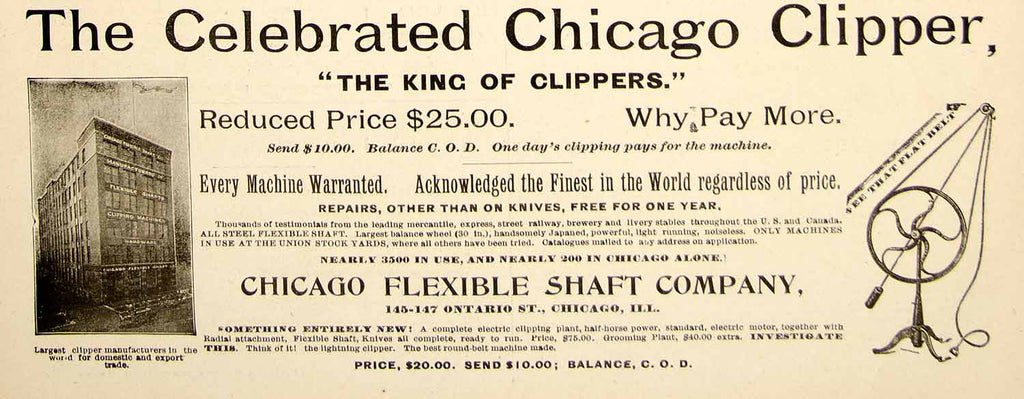 The Celebrated Chicago Clipper,
"THE KING OF CLIPPERS."
Reduced Price $25.00. Why Pay More.
Send $10.00. Balance C. O. D. One day's clipping pays for the machine.
Every Machine Warranted. Acknowledged the Finest in the World regardless of price.
REPAIRS, OTHER THAN ON KNIVES, FREE FOR ONE YEAR.
Thousands of testimonials from the leading mercantile, express, street railway, brewery and livery stables throughout the U. S. and Canada.
ALL STEEL FLEXIBLE SHAFT. Largest balance wheel (30 in.), handsomely Japaned, powerful, light running, noiseless. ONLY MACHINES
IN USE AT THE UNION STOCK YARDS, where all others have been tried. Catalogues mailed to any address on application.
NEARLY 3500 IN USE, AND NEARLY 200 IN CHICAGO ALONE.!
CHICAGO FLEXIBLE SHAFT COMPANY,
145-147 ONTARIO ST., CHICAGO, ILL.
SOMETHING ENTIRELY NEW! A complete electric clipping plant, half-horse power, standard, electric motor, together with
Radial attachment, Flexible Shaft, Knives all complete, ready to run. Price, $75.00. Grooming Plant, $40.00 extra. INVESTIGATE
THIS. Think of it! the lightning clipper. The best round-belt machine made.
PRICE, $20.00. SEND $10.00; BALANCE, C. O. D.
FLEXIBLE SHAFT
CLIPPING MACHINES
CHICAGO FLEXIBLE SHAFT
Largest clipper manufacturers in the
world for domestic and export
trade.
SEE THAT FLAT BELT